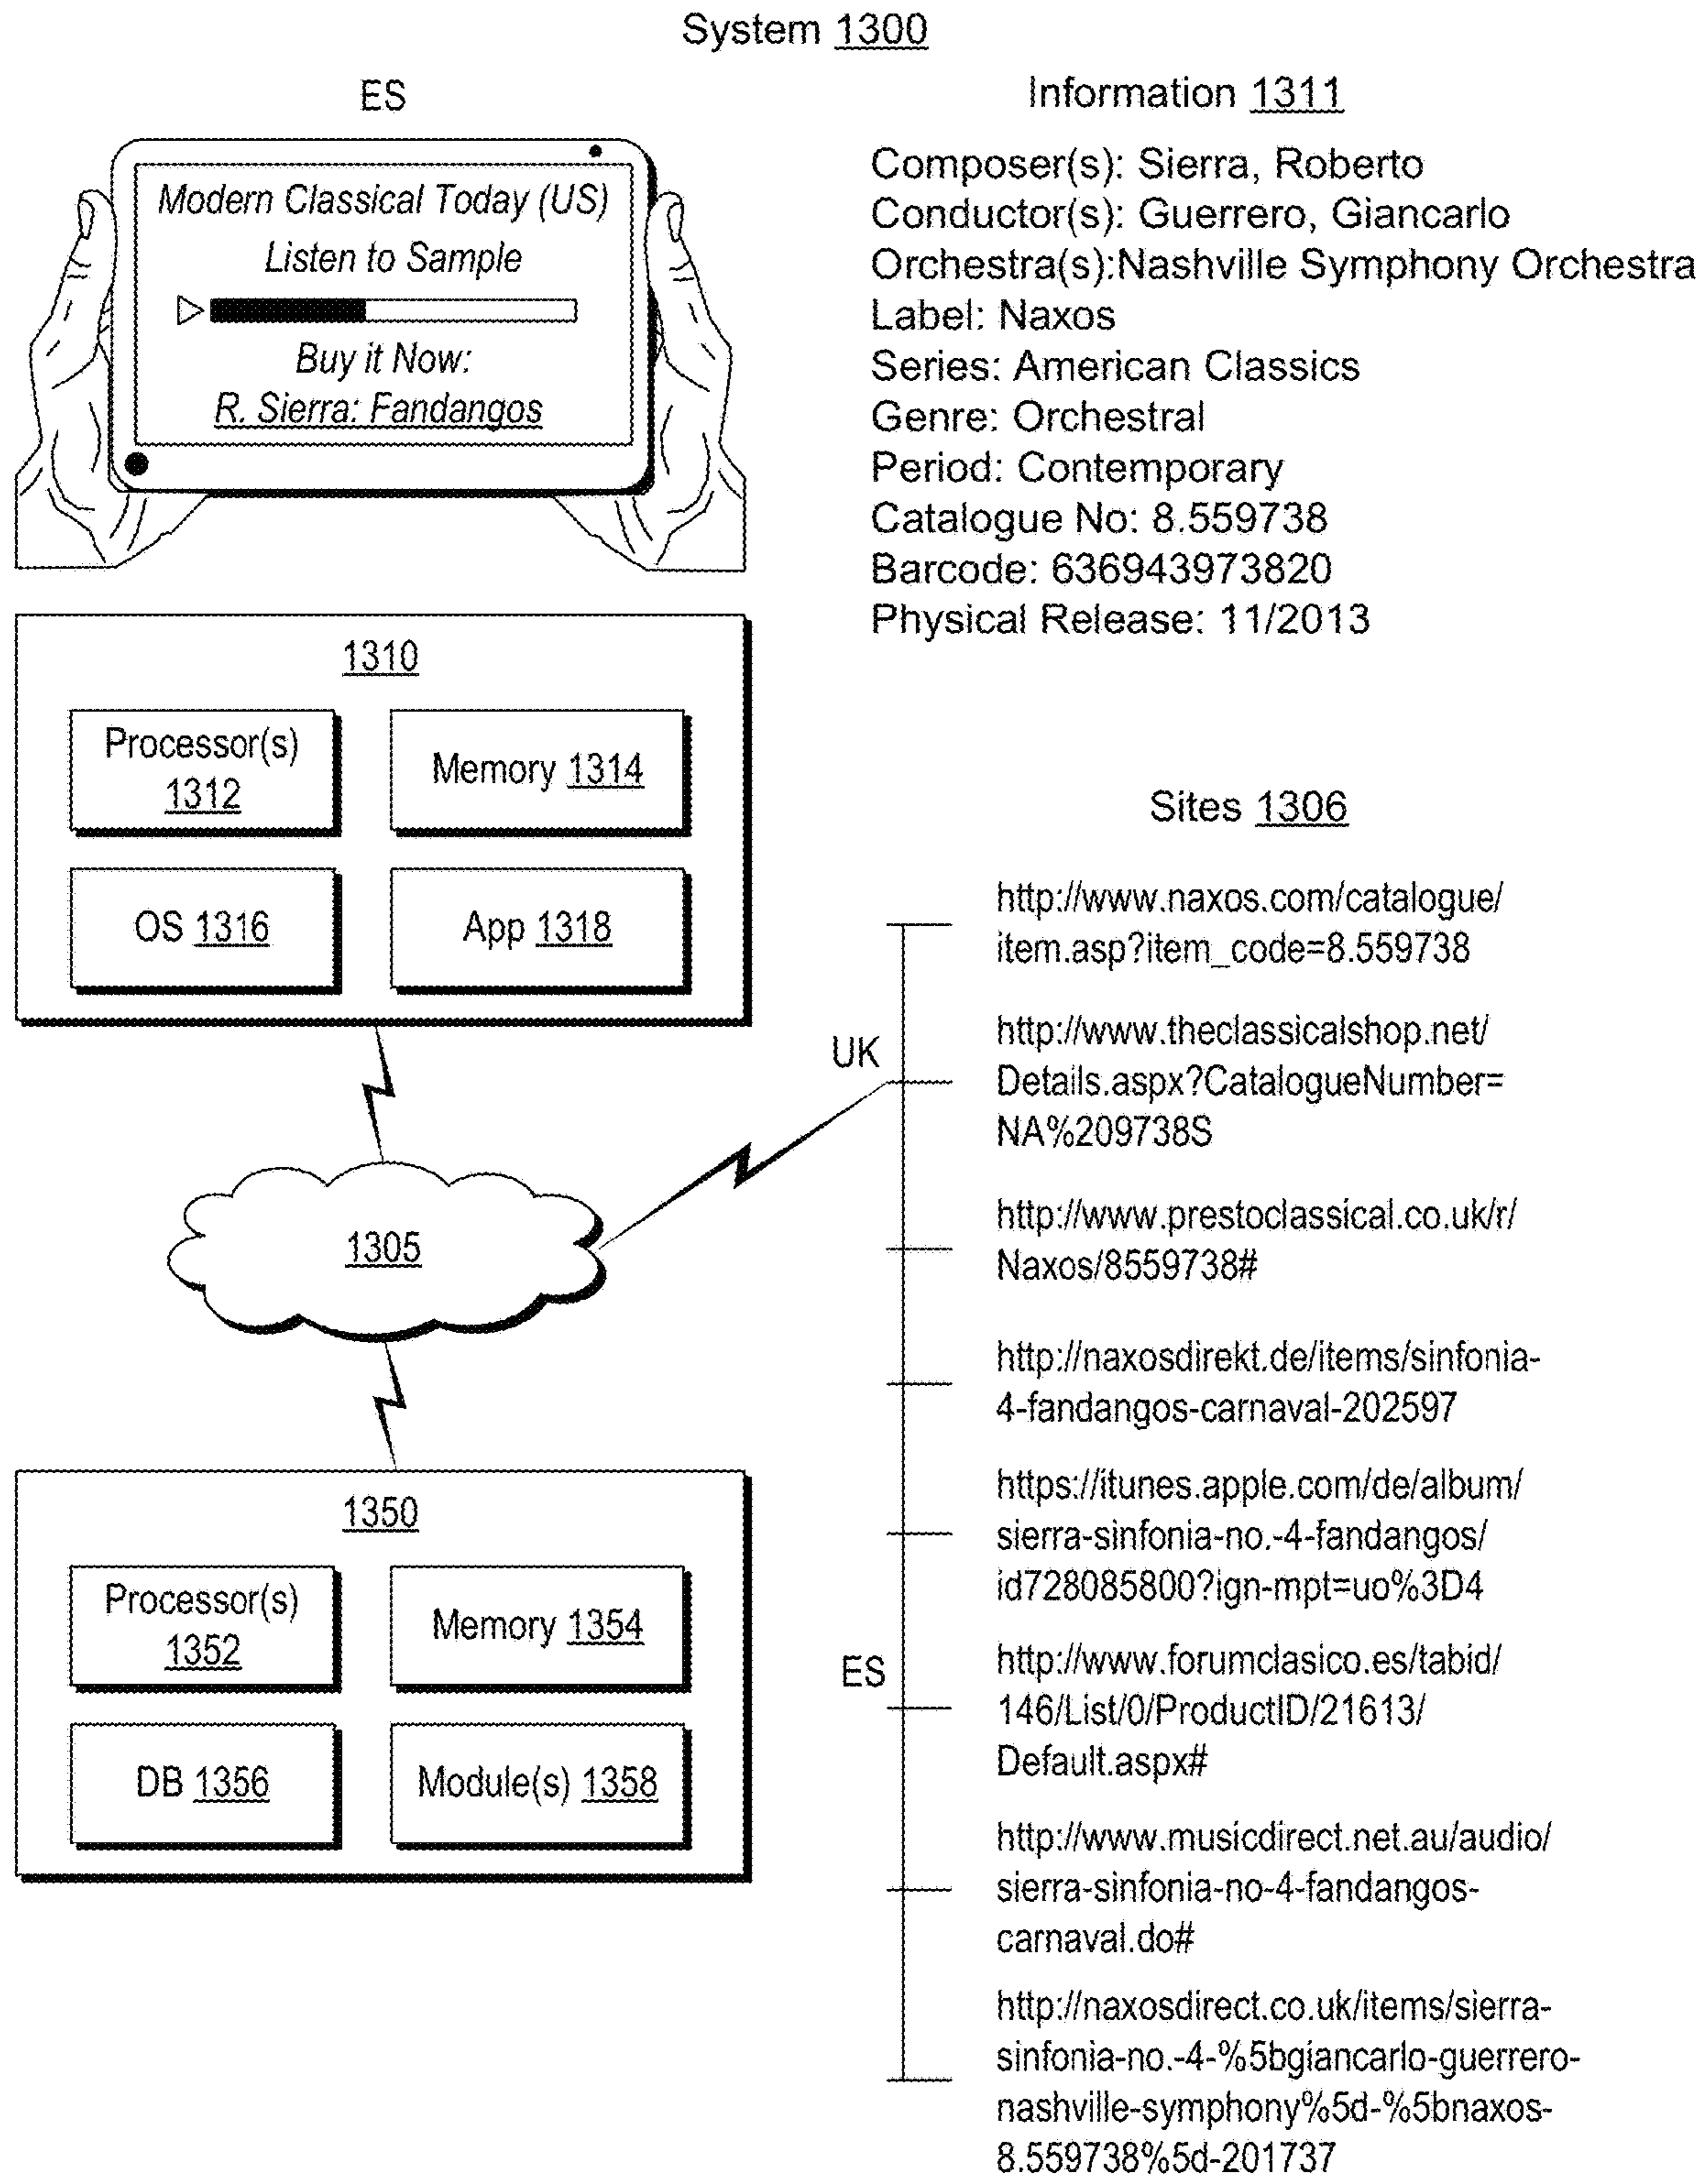 System 1300
ES
Modern Classical Today (US)
Listen to Sample
Buy it Now:
R. Sierra: Fandangos
Information 1311
Composer(s): Sierra, Roberto
Conductor(s): Guerrero, Giancarlo
Orchestra(s):Nashville Symphony Orchestra
Label: Naxos
Series: American Classics
Genre: Orchestral
Period: Contemporary
Catalogue No: 8.559738
Barcode: 636943973820
Physical Release: 11/2013
1310
Processor(s)
1312
Memory 1314
OS 1316
App 1318
1305
1350
Processor(s)
1352
Memory 1354
DB 1356
Module(s) 1358
Sites 1306
UK
ES
http://www.naxos.com/catalogue/
item.asp?item_code=8.559738
http://www.theclassicalshop.net/
Details.aspx?CatalogueNumber=
NA%209738S
http://www.prestoclassical.co.uk/r/
Naxos/8559738#
http://naxosdirekt.de/items/sinfonia-
4-fandangos-carnaval-202597
https://itunes.apple.com/de/album/
sierra-sinfonia-no.-4-fandangos/
id728085800?ign-mpt=uo%3D4
http://www.forumclasico.es/tabid/
146/List/0/ProductID/21613/
Default.aspx#
http://www.musicdirect.net.au/audio/
sierra-sinfonia-no-4-fandangos-
carnaval.do#
http://naxosdirect.co.uk/items/sierra-
sinfonia-no.-4-%5bgiancarlo-guerrero-
nashville-symphony%5d-%5bnaxos-
8.559738%5d-201737